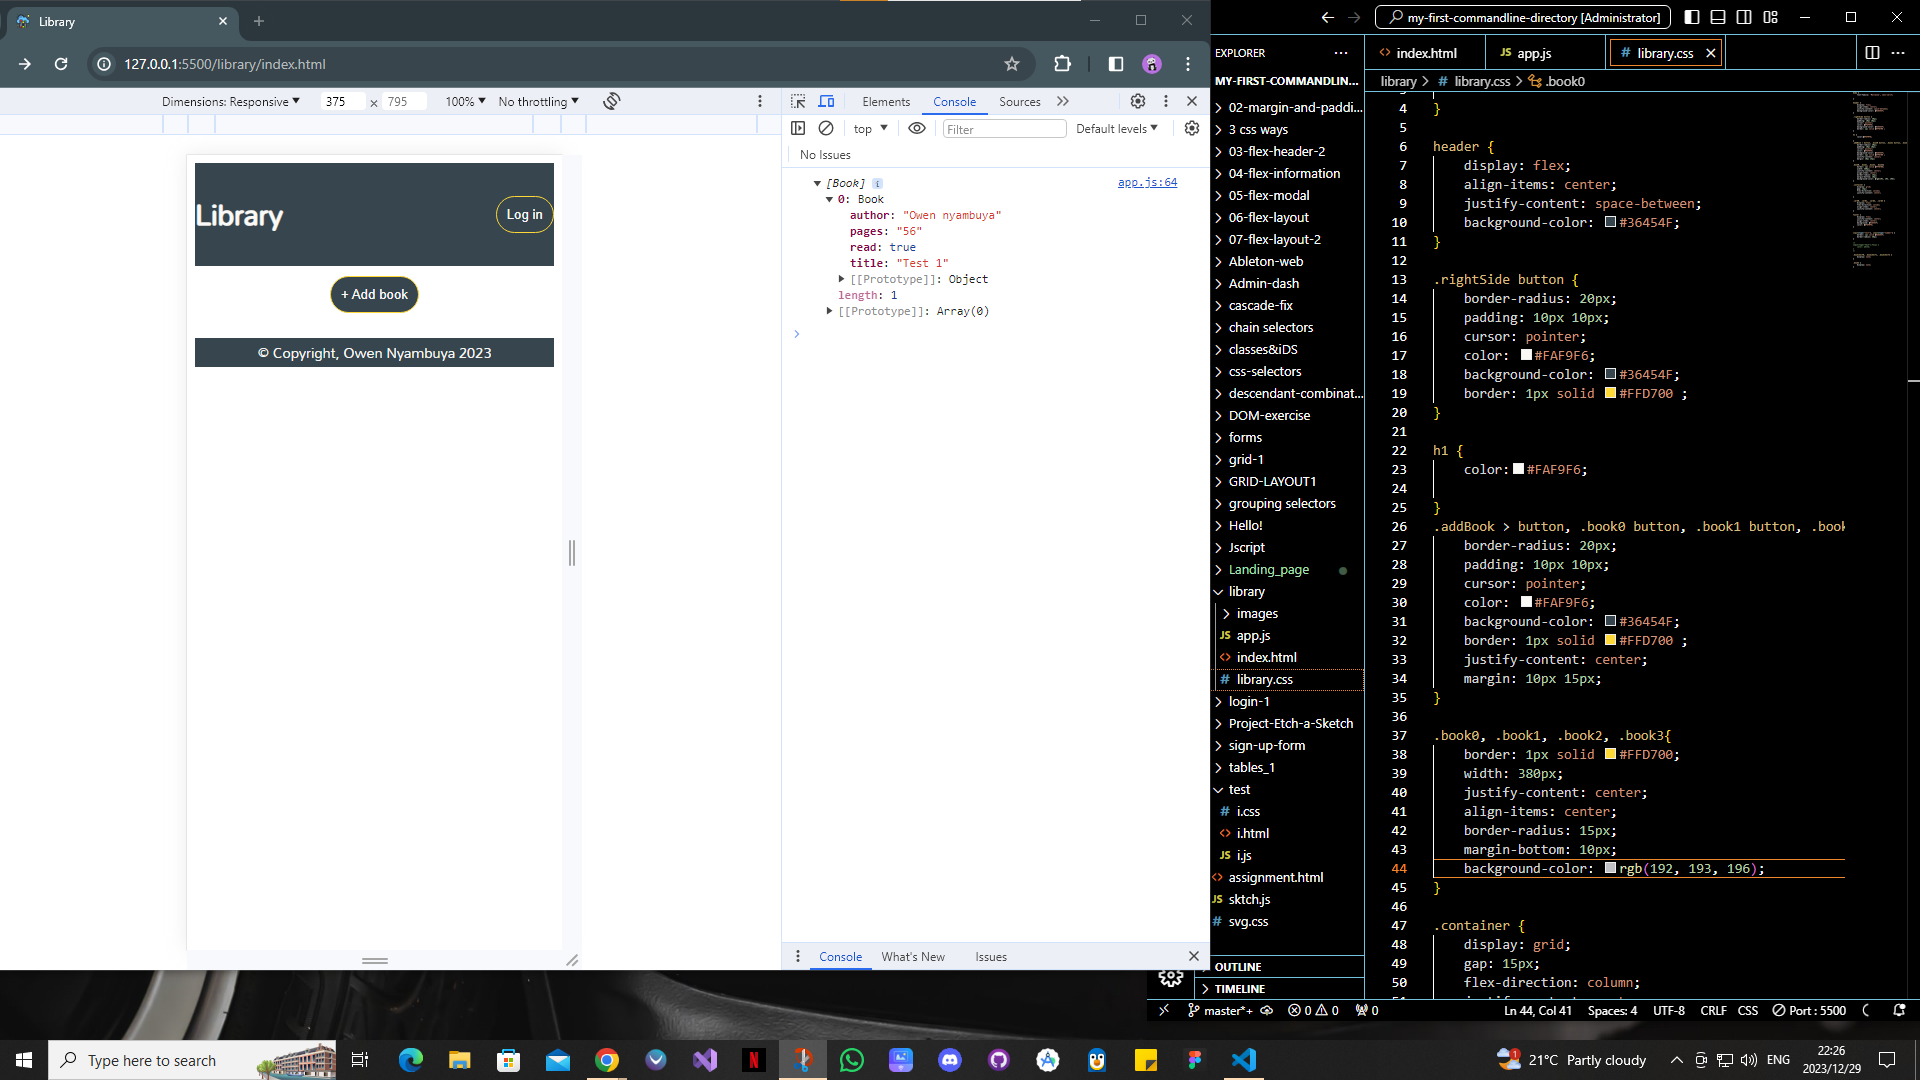 Library
127.0.0.1:5500/library/index.html
Dimensions: Responsive 375 × 795 100% No throttling
Library
Log in
+ Add book
© Copyright, Owen Nyambuya 2023
Elements Console Sources
top Filter Default levels
No Issues
[Book] i app.js:64
0: Book
author: "Owen nyambuya"
pages: "56"
read: true
title: "Test 1"
[[Prototype]]: Object
length: 1
[[Prototype]]: Array(0)
Console What's New Issues
my-first-commandline-directory [Administrator]
EXPLORER
MY-FIRST-COMMANDLIN...
02-margin-and-paddi...
3 css ways
03-flex-header-2
04-flex-information
05-flex-modal
06-flex-layout
07-flex-layout-2
Ableton-web
Admin-dash
cascade-fix
chain selectors
classes&iDS
css-selectors
descendant-combinat...
DOM-exercise
forms
grid-1
GRID-LAYOUT1
grouping selectors
Hello!
Jscript
Landing_page
library
images
JS app.js
<> index.html
# library.css
login-1
Project-Etch-a-Sketch
sign-up-form
tables_1
test
# i.css
<> i.html
JS i.js
<> assignment.html
JS sktch.js
# svg.css
OUTLINE
TIMELINE
<> index.html JS app.js # library.css
library > # library.css > .book0
4 }
5
6 header {
7 display: flex;
8 align-items: center;
9 justify-content: space-between;
10 background-color: #36454F;
11 }
12
13 .rightSide button {
14 border-radius: 20px;
15 padding: 10px 10px;
16 cursor: pointer;
17 color: #FAF9F6;
18 background-color: #36454F;
19 border: 1px solid #FFD700 ;
20 }
21
22 h1 {
23 color: #FAF9F6;
24
25 }
26 .addBook > button, .book0 button, .book1 button, .book
27 border-radius: 20px;
28 padding: 10px 10px;
29 cursor: pointer;
30 color: #FAF9F6;
31 background-color: #36454F;
32 border: 1px solid #FFD700 ;
33 justify-content: center;
34 margin: 10px 15px;
35 }
36
37 .book0, .book1, .book2, .book3{
38 border: 1px solid #FFD700;
39 width: 380px;
40 justify-content: center;
41 align-items: center;
42 border-radius: 15px;
43 margin-bottom: 10px;
44 background-color: rgb(192, 193, 196);
45 }
46
47 .container {
48 display: grid;
49 gap: 15px;
50 flex-direction: column;
master*+ 0 0 0 Ln 44, Col 41 Spaces: 4 UTF-8 CRLF CSS Port : 5500
Type here to search
1 21°C Partly cloudy ENG
22:26
2023/12/29